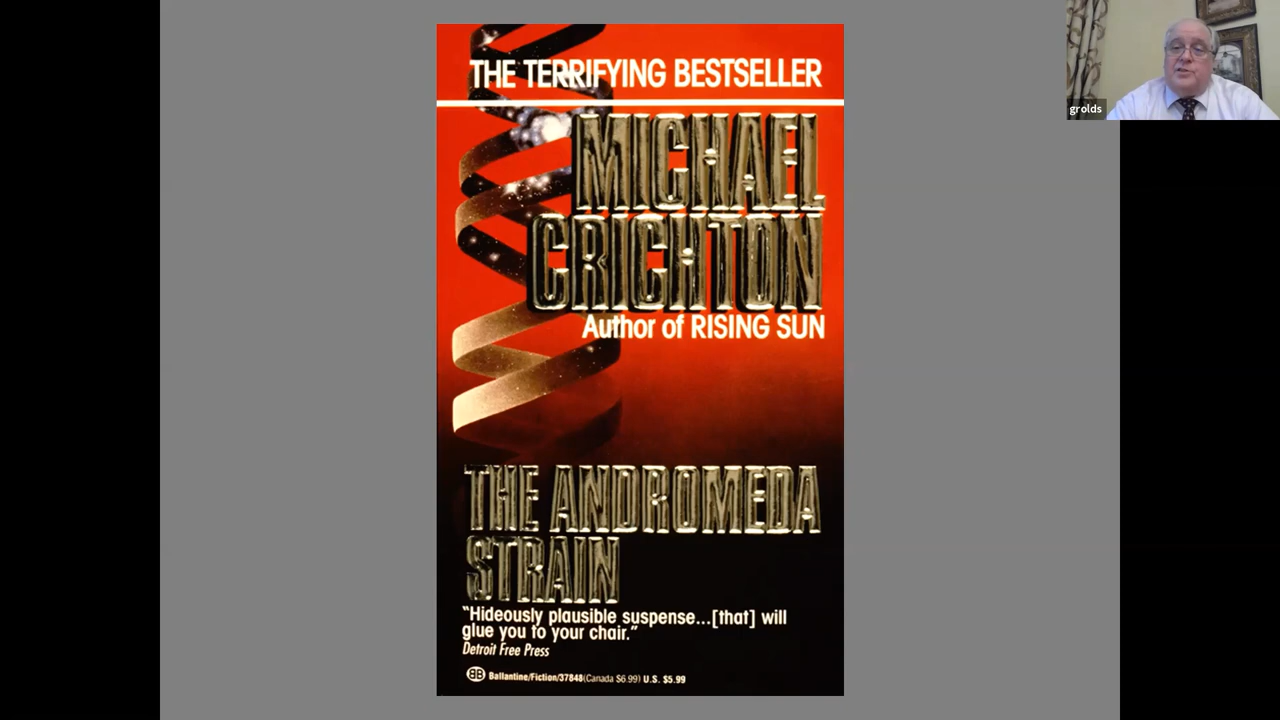 THE TERRIFYING BESTSELLER
MICHAEL
CRICHTON
Author of RISING SUN
THE ANDROMEDA
STRAIN
"Hideously plausible suspense...[that] will
glue you to your chair."
Detroit Free Press
BB Ballantine/Fiction/37848(Canada $6.99) U.S. $5.99
grolds